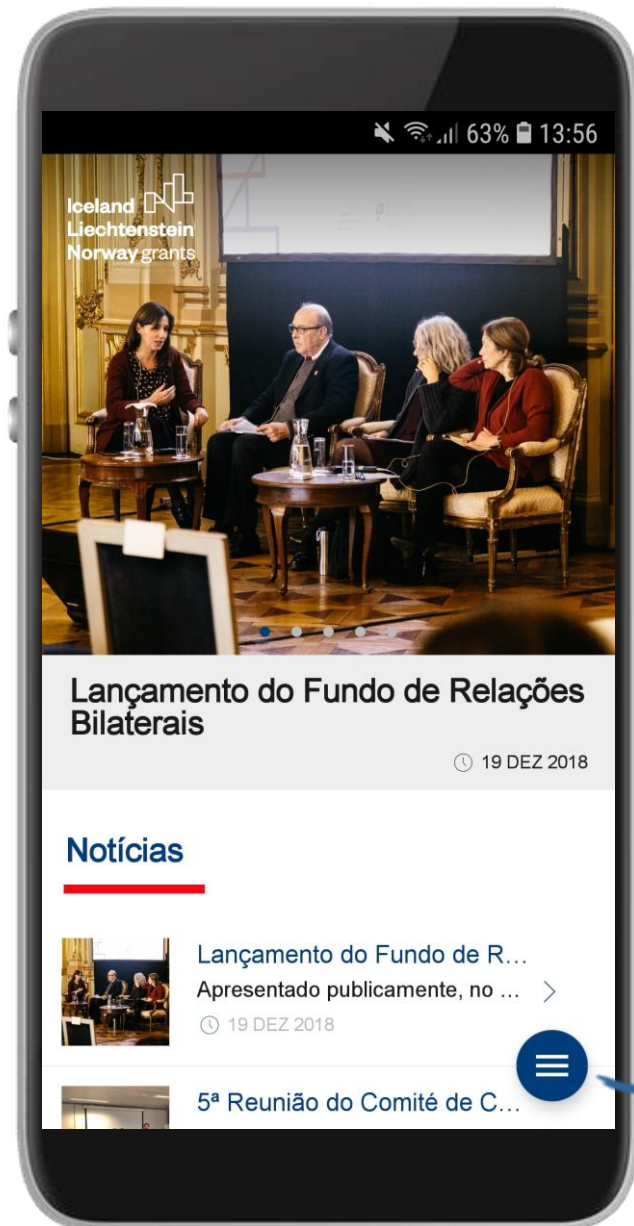 63% 13:56
Iceland
Liechtenstein
Norway grants
Lançamento do Fundo de Relações
Bilaterais
19 DEZ 2018
Notícias
Lançamento do Fundo de R...
Apresentado publicamente, no ...
19 DEZ 2018
5ª Reunião do Comité de C...